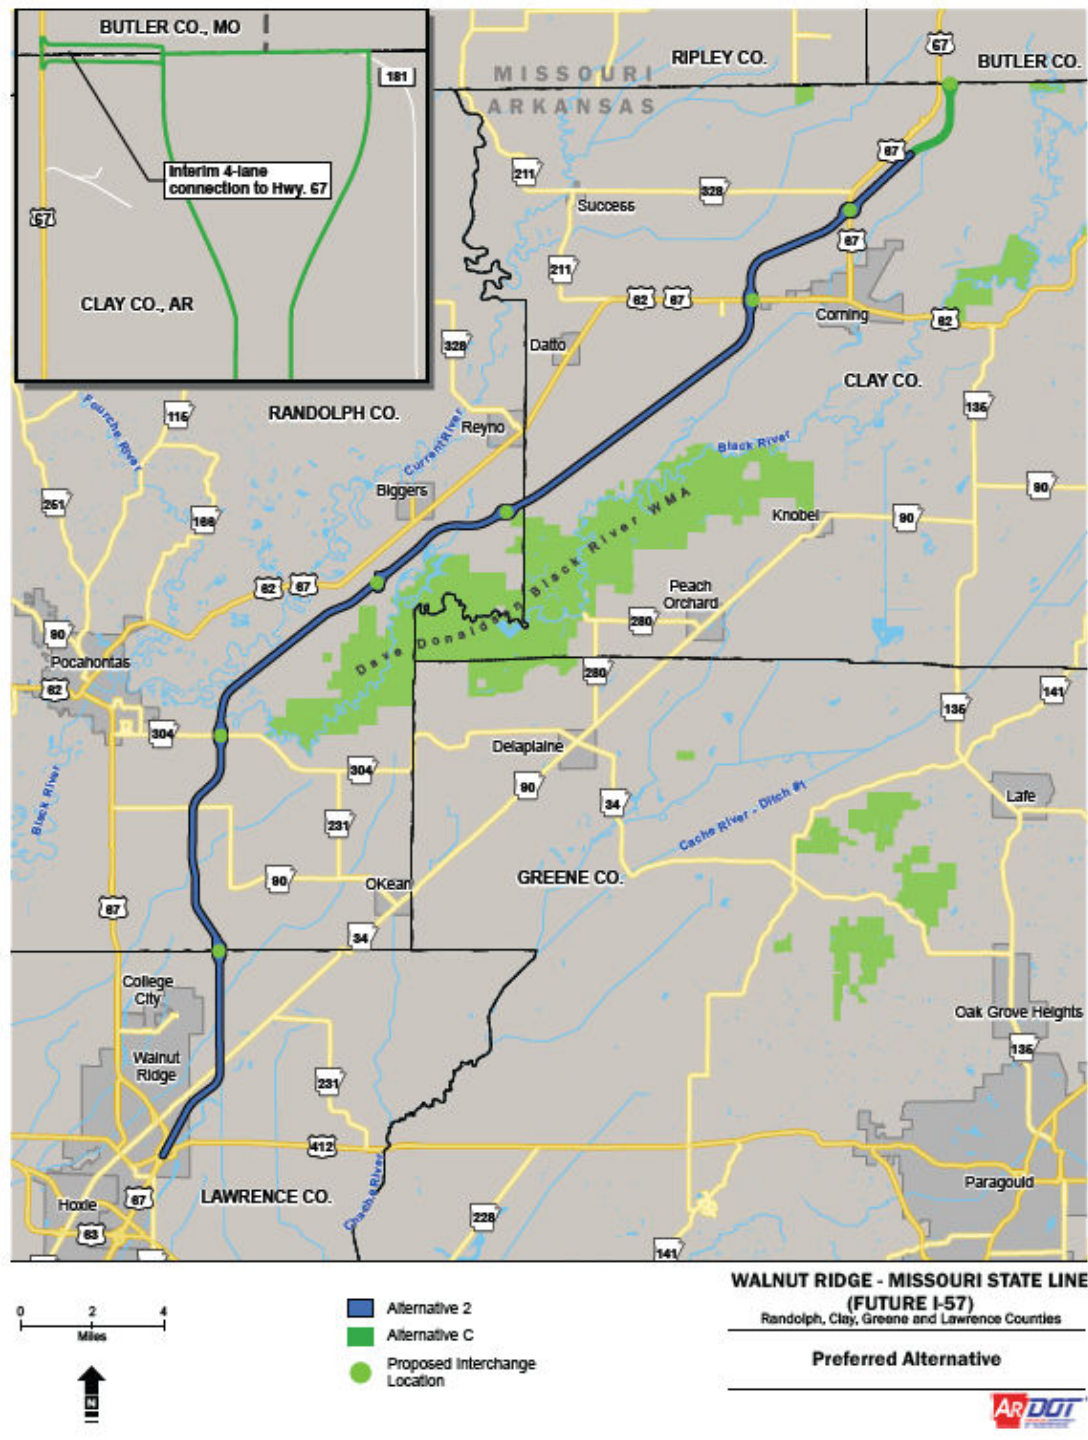 BUTLER CO., MO
181
Interim 4-lane
connection to Hwy. 67
67
CLAY CO., AR
RIPLEY CO.
67
BUTLER CO.
MISSOURI
ARKANSAS
67
211
328
Success
67
211
62
67
Corning
62
328
Datto
CLAY CO.
RANDOLPH CO.
115
Fourche River
Current River
Reyno
135
Black River
Biggers
251
166
90
Knobel
90
Dave Donaldson Black River WMA
62
67
Peach
Orchard
280
90
Pocahontas
62
280
141
135
304
Delaplaine
304
90
34
Lafe
Black River
231
Cache River - Ditch #1
90
OKean
GREENE CO.
67
34
College
City
Oak Grove Heights
135
Walnut
Ridge
231
412
Hoxie
67
LAWRENCE CO.
Cache River
Paragould
63
228
141
WALNUT RIDGE - MISSOURI STATE LINE
(FUTURE I-57)
Randolph, Clay, Greene and Lawrence Counties
Preferred Alternative
0 2 4
Miles
N
Alternative 2
Alternative C
Proposed Interchange
Location
ARDOT